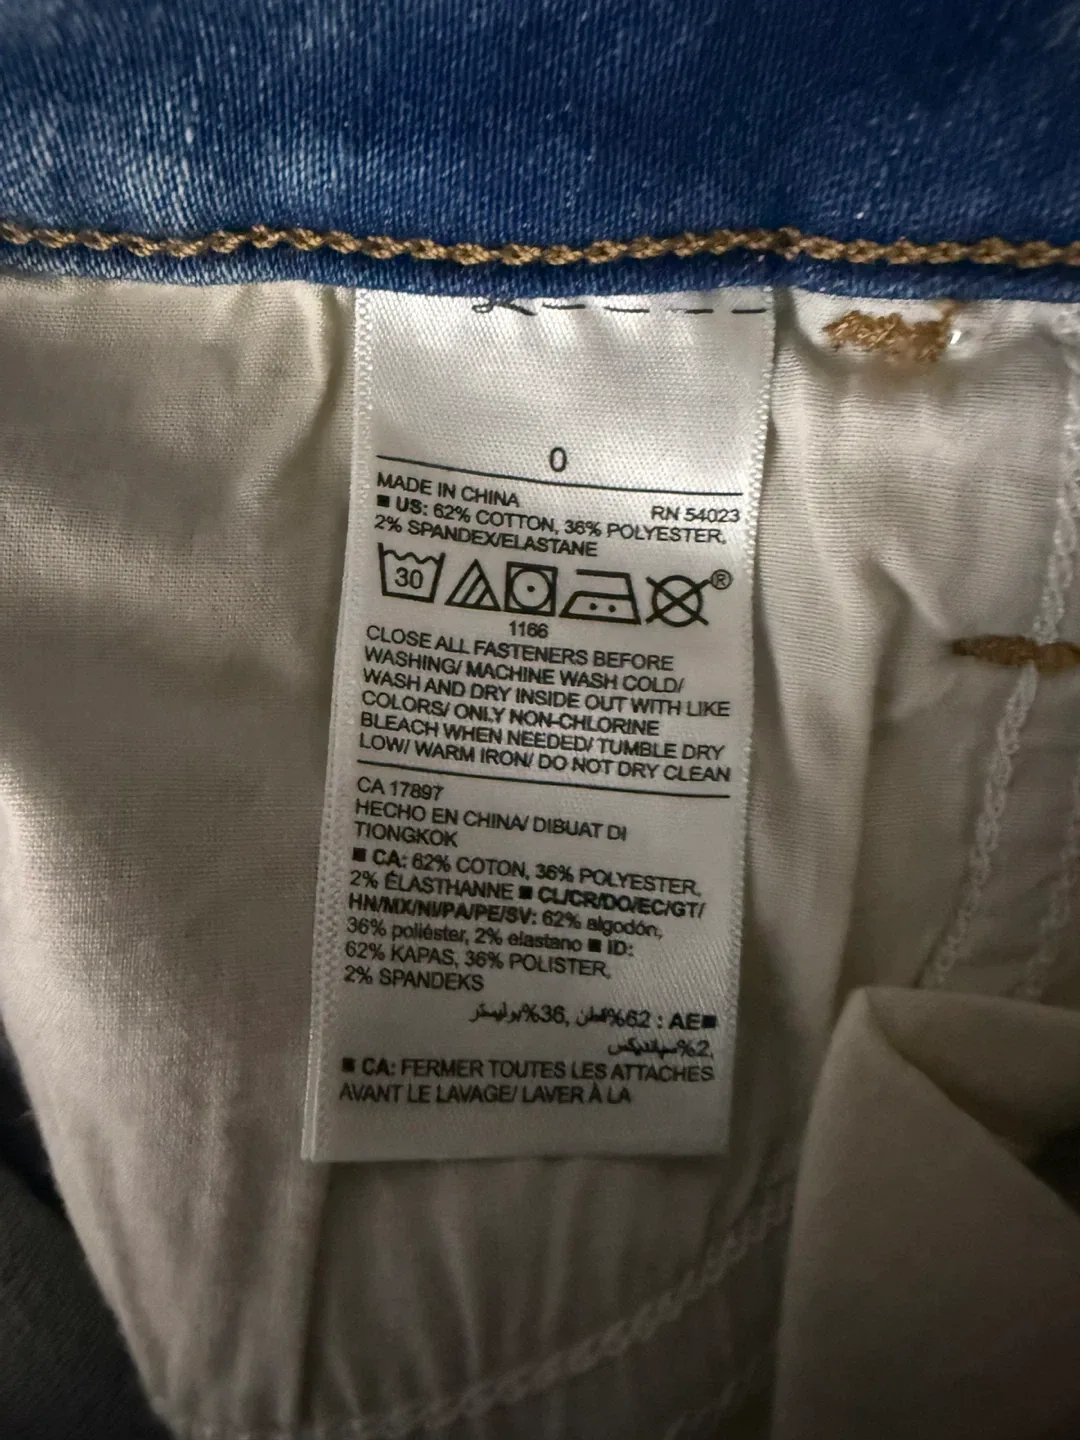 0
MADE IN CHINA
RN 54023
■ US: 62% COTTON, 36% POLYESTER,
2% SPANDEX/ELASTANE
30
®
1166
CLOSE ALL FASTENERS BEFORE
WASHING/ MACHINE WASH COLD/
WASH AND DRY INSIDE OUT WITH LIKE
COLORS/ ONLY NON-CHLORINE
BLEACH WHEN NEEDED/ TUMBLE DRY
LOW/ WARM IRON/ DO NOT DRY CLEAN
CA 17897
HECHO EN CHINA/ DIBUAT DI
TIONGKOK
■ CA: 62% COTON, 36% POLYESTER,
2% ÉLASTHANNE ■ CL/CR/DO/EC/GT/
HN/MX/NI/PA/PE/SV: 62% algodón,
36% poliéster, 2% elastano ■ ID:
62% KAPAS, 36% POLISTER,
2% SPANDEKS
■AE : 62%قطن, 36%بوليستر
,2%سباندكس
■ CA: FERMER TOUTES LES ATTACHES
AVANT LE LAVAGE/ LAVER À LA